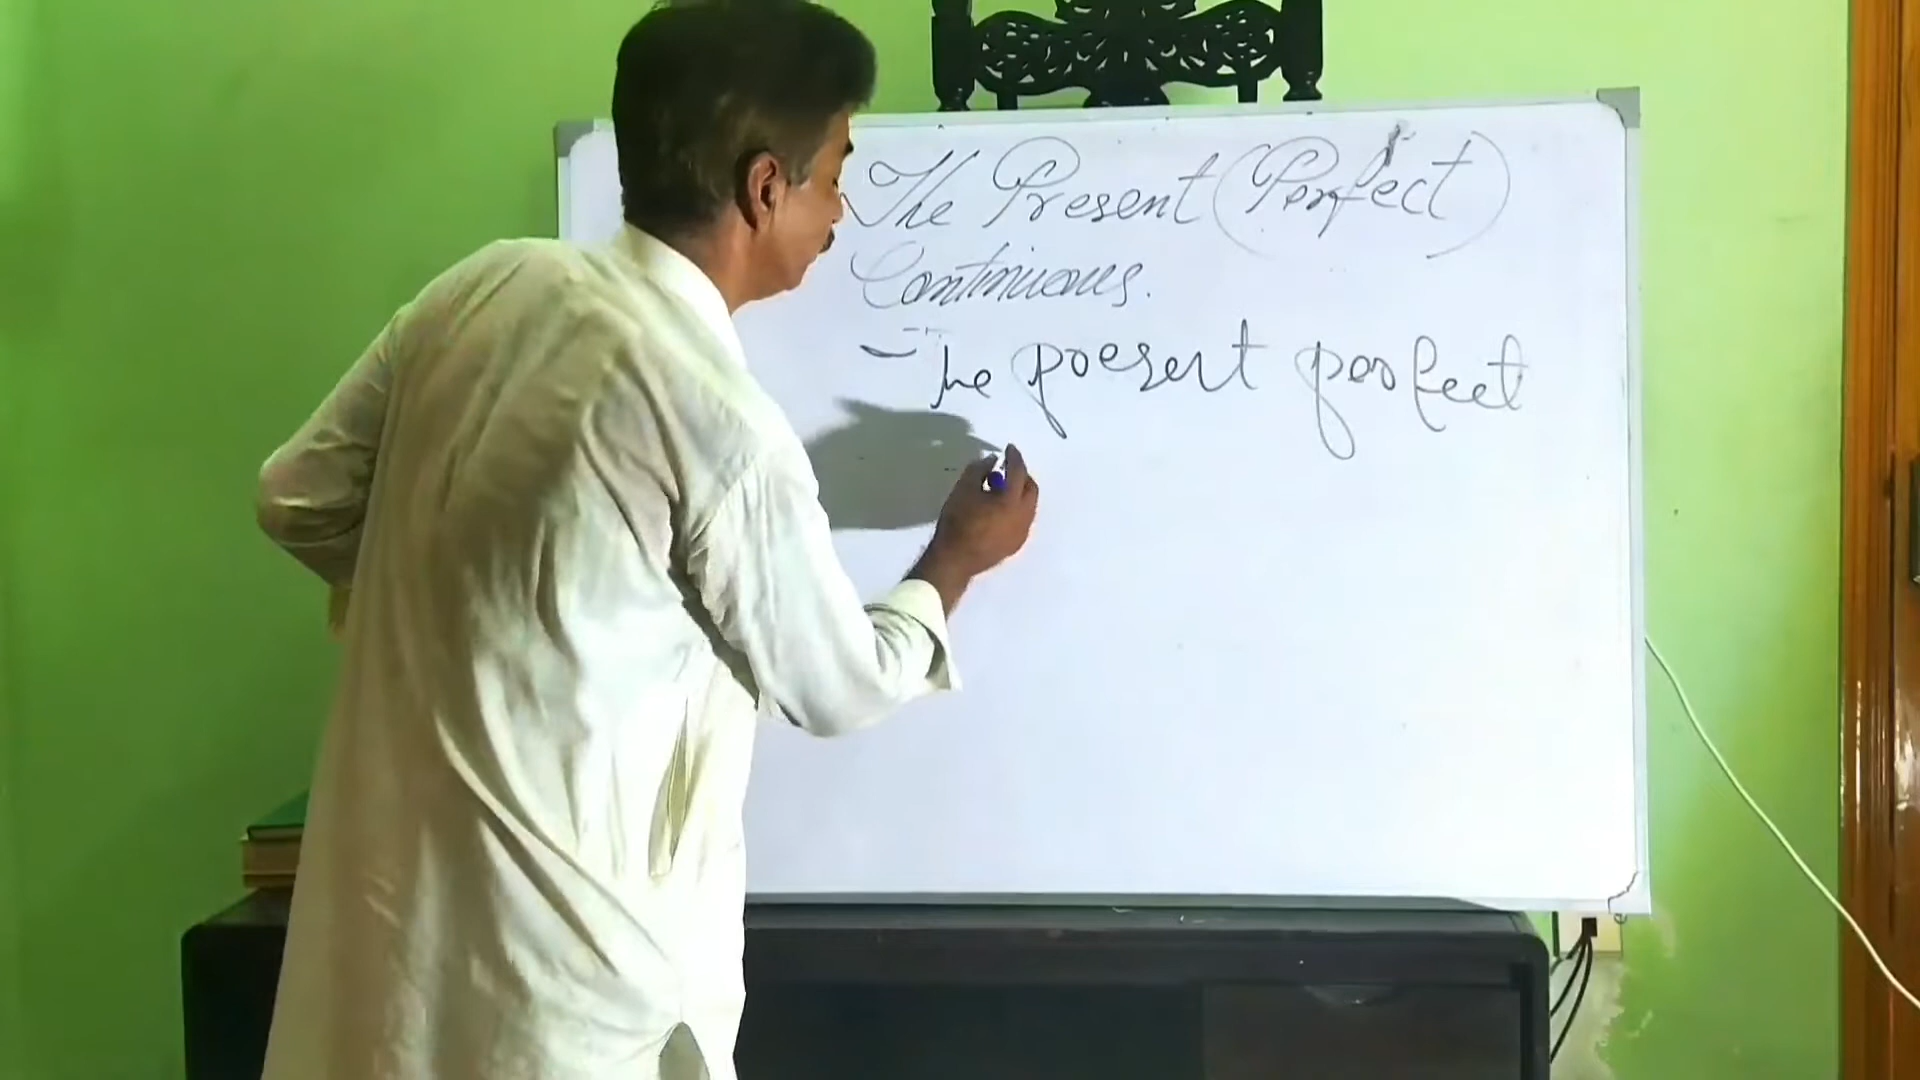 The Present (Perfect)
Continuous.
- The present perfect